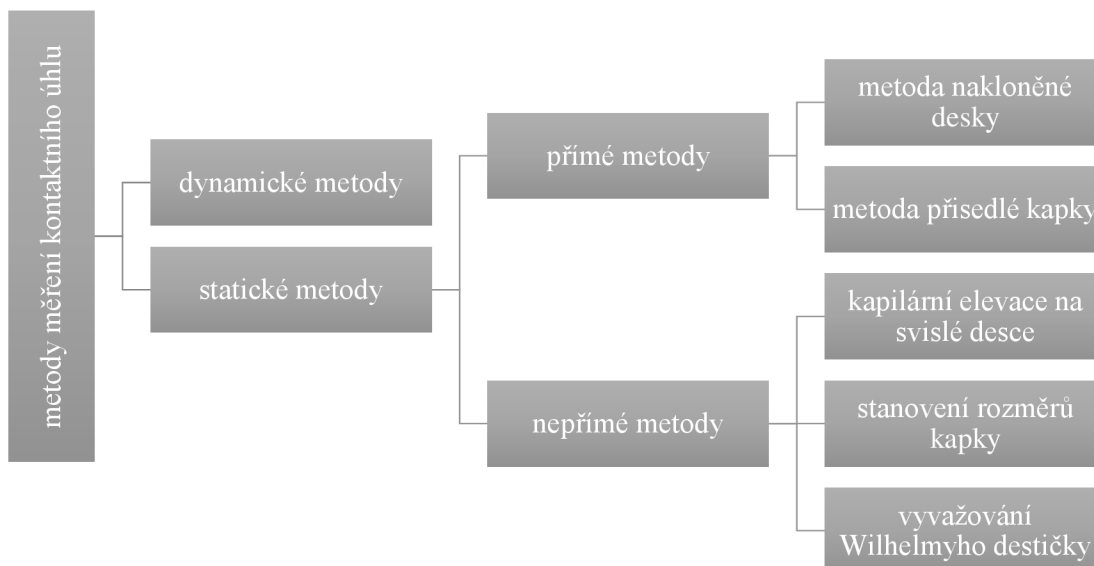 metody měření kontaktního úhlu
dynamické metody
statické metody
přímé metody
nepřímé metody
metoda nakloněné
desky
metoda přisedlé kapky
kapilární elevace na
svislé desce
stanovení rozměrů
kapky
vyvažování
Wilhelmyho destičky